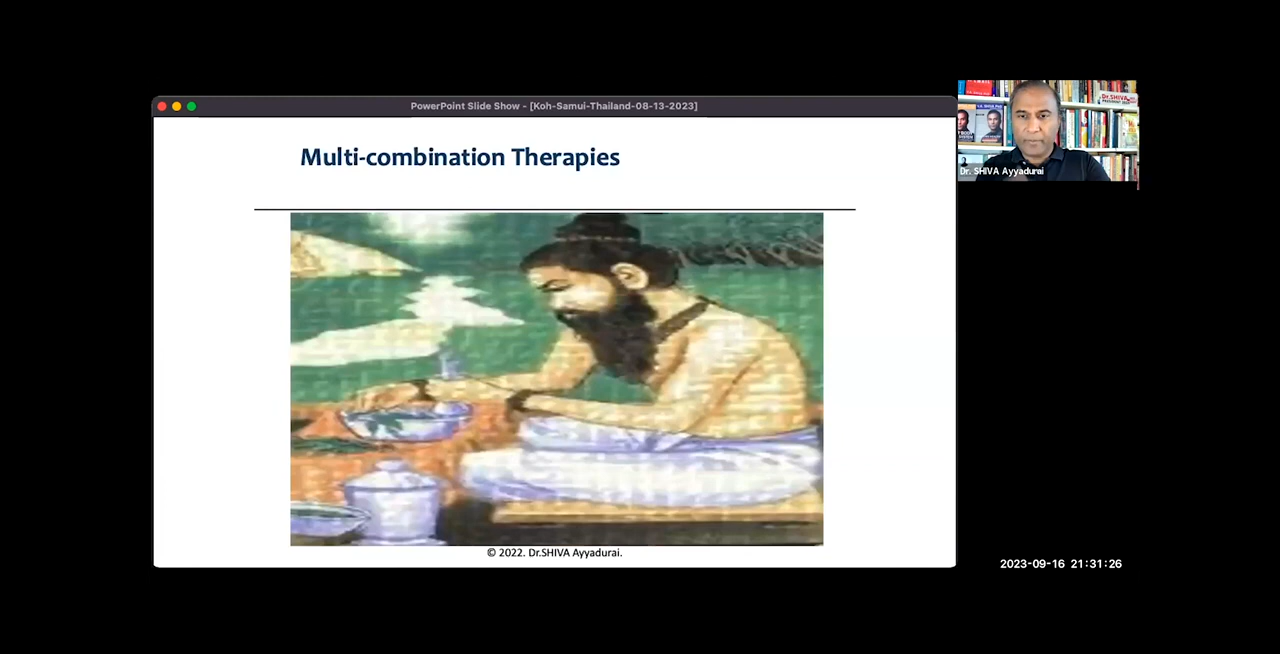 PowerPoint Slide Show - [Koh-Samui-Thailand-08-13-2023]
Multi-combination Therapies
© 2022. Dr.SHIVA Ayyadurai.
Dr. SHIVA Ayyadurai
2023-09-16 21:31:26